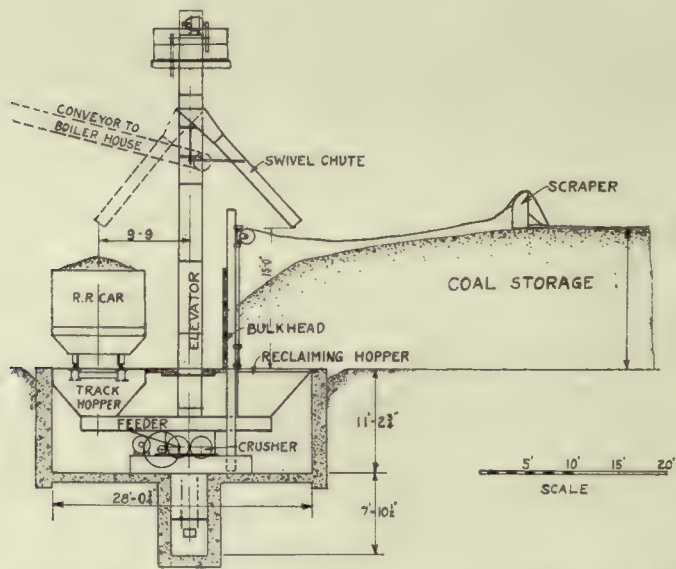 CONVEYOR TO
BOILER HOUSE
SWIVEL CHUTE
SCRAPER
9-9
15'-0"
ELEVATOR
R.R CAR
COAL STORAGE
BULKHEAD
RECLAIMING HOPPER
TRACK
HOPPER
11'-2¾"
FEEDER
CRUSHER
5' 10' 15' 20'
SCALE
28'-0¾"
7'-10½"